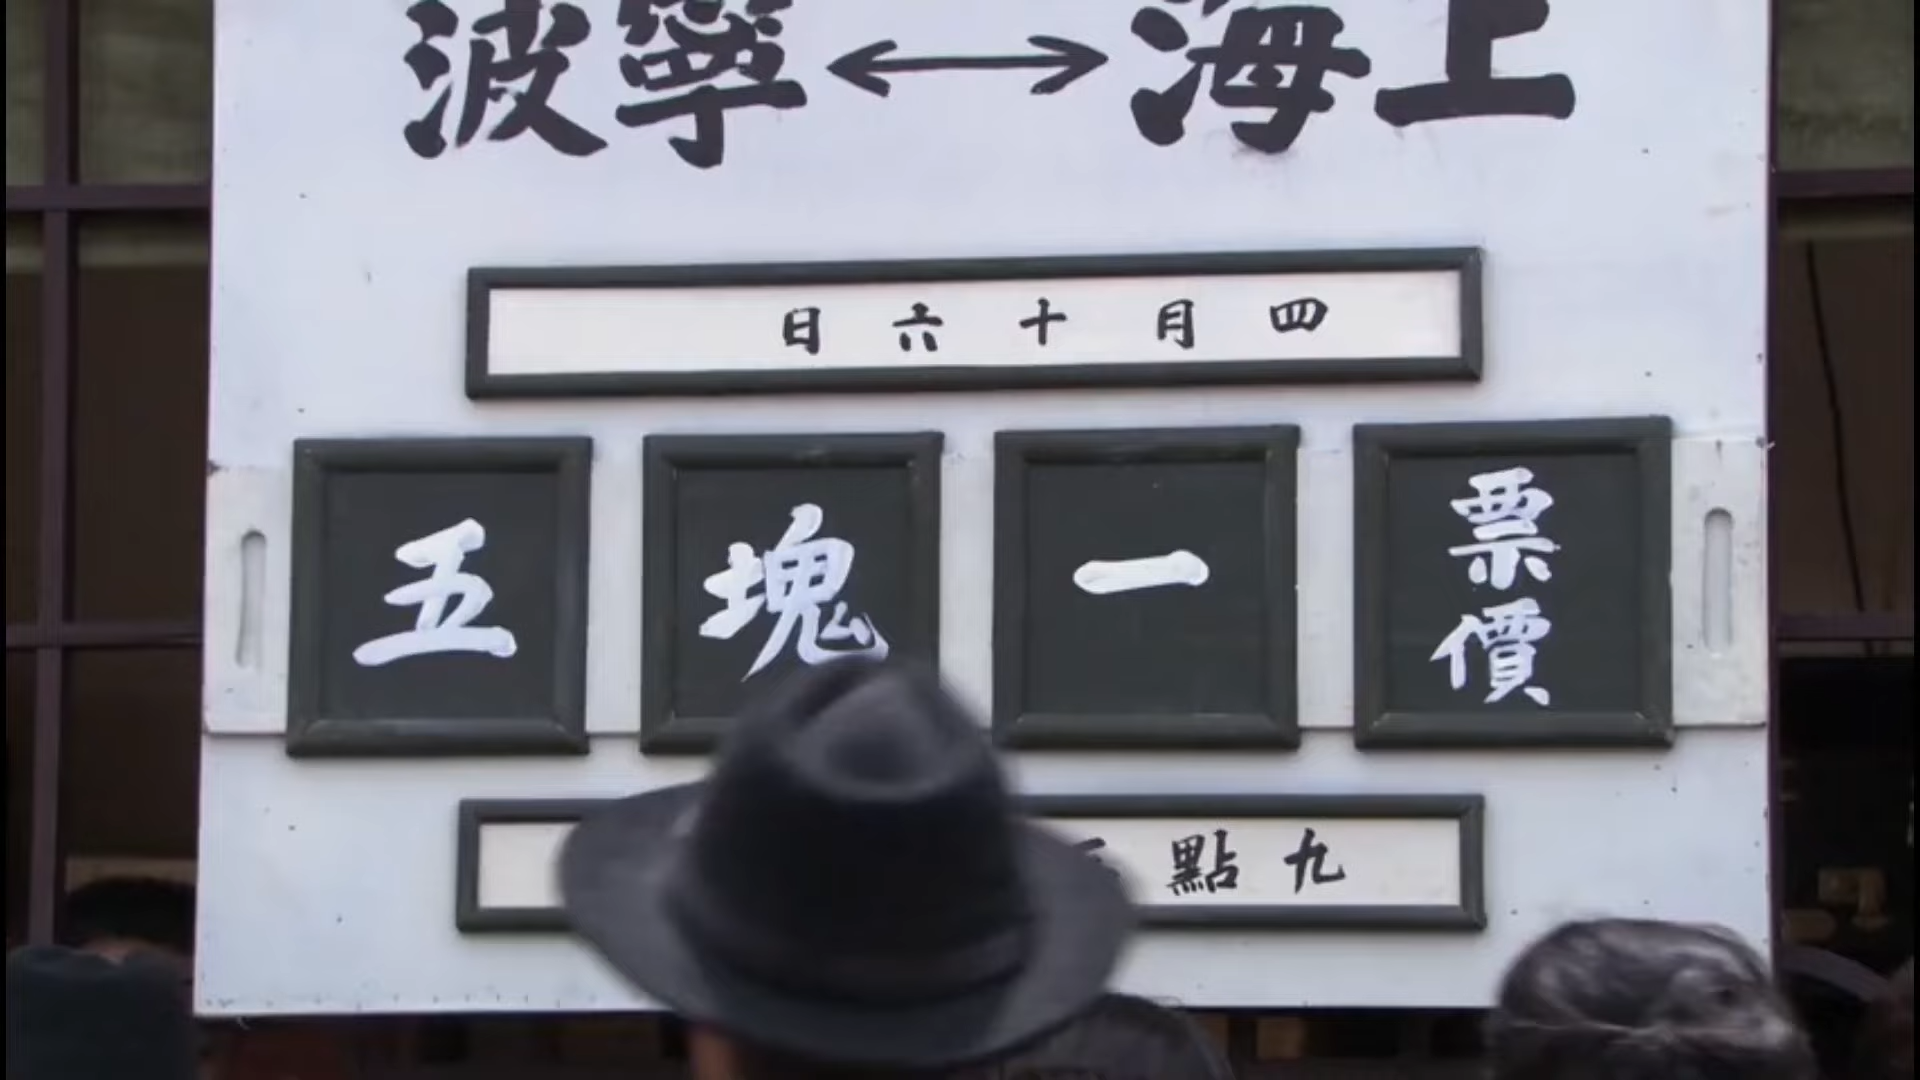 上海↔寧波
四月十六日
票價一塊五
九點